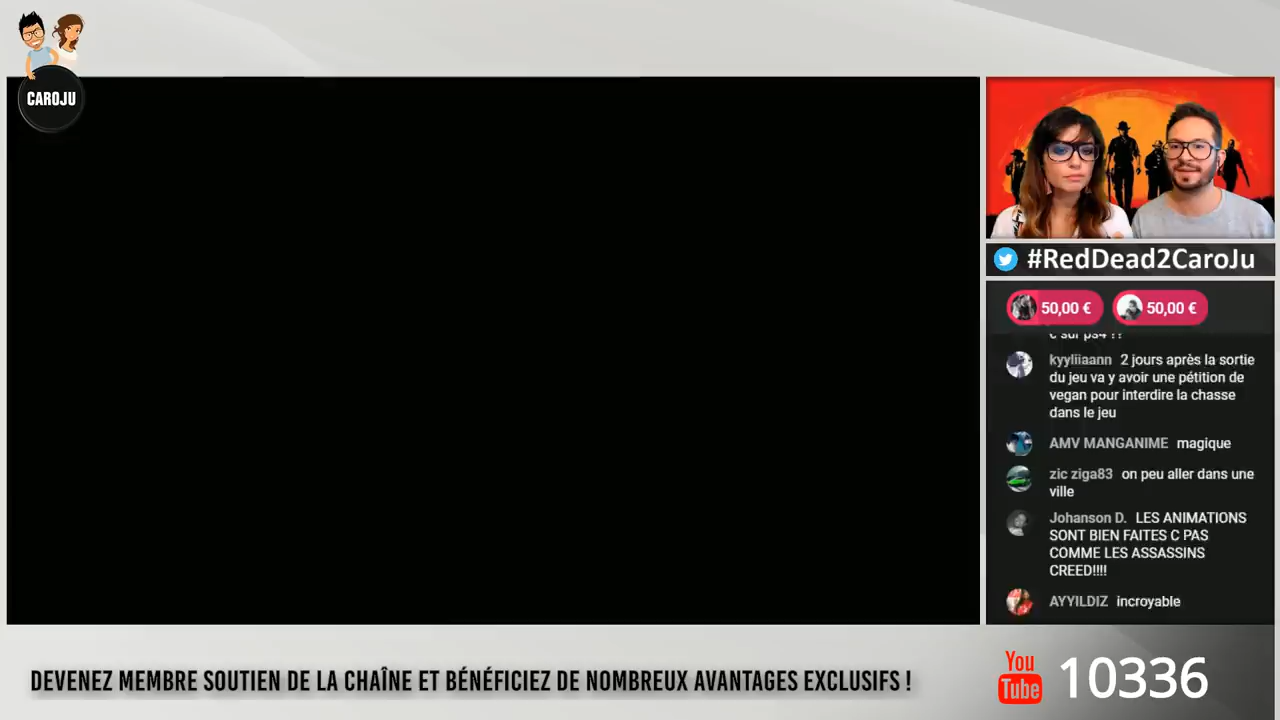 CAROJU
#RedDead2CaroJu
50,00 €
50,00 €
c sur ps4 ??
kyyliiaann 2 jours après la sortie
du jeu va y avoir une pétition de
vegan pour interdire la chasse
dans le jeu
AMV MANGANIME magique
zic ziga83 on peu aller dans une
ville
Johanson D. LES ANIMATIONS
SONT BIEN FAITES C PAS
COMME LES ASSASSINS
CREED!!!!
AYYILDIZ incroyable
DEVENEZ MEMBRE SOUTIEN DE LA CHAÎNE ET BÉNÉFICIEZ DE NOMBREUX AVANTAGES EXCLUSIFS !
You
Tube
10336